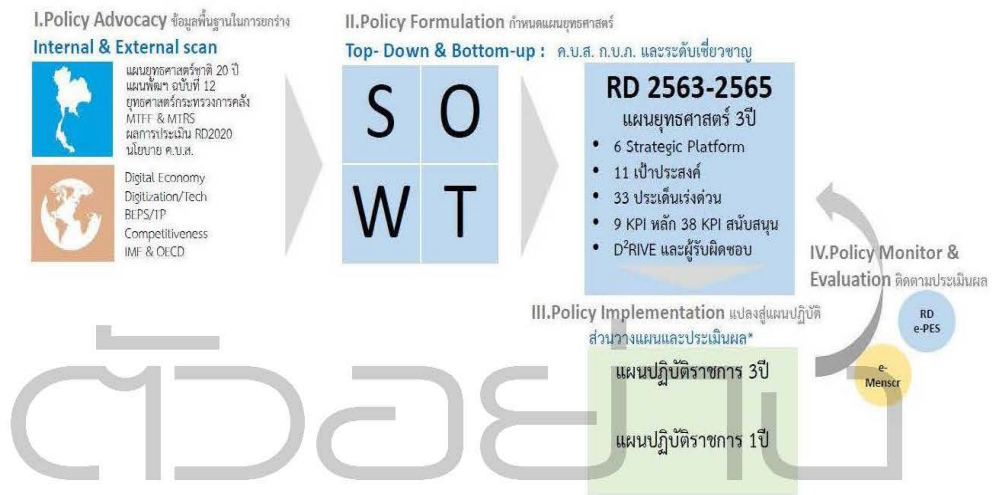 I.Policy Advocacy ข้อมูลพื้นฐานในการยกร่าง
Internal & External scan
แผนยุทธศาสตร์ชาติ 20 ปี
แผนพัฒฯ ฉบับที่ 12
ยุทธศาสตร์กระทรวงการคลัง
MTFF & MTRS
ผลการประเมิน RD2020
นโยบาย ค.บ.ส.
Digital Economy
Digitization/Tech
BEPS/TP
Competitiveness
IMF & OECD
II.Policy Formulation กำหนดแผนยุทธศาสตร์
Top- Down & Bottom-up : ค.บ.ส. ก.บ.ภ. และระดับเชี่ยวชาญ
S O
W T
RD 2563-2565
แผนยุทธศาสตร์ 3ปี
• 6 Strategic Platform
• 11 เป้าประสงค์
• 33 ประเด็นเร่งด่วน
• 9 KPI หลัก 38 KPI สนับสนุน
• D²RIVE และผู้รับผิดชอบ
III.Policy Implementation แปลงสู่แผนปฏิบัติ
ส่วนวางแผนและประเมินผล*
แผนปฏิบัติราชการ 3ปี
แผนปฏิบัติราชการ 1ปี
IV.Policy Monitor &
Evaluation ติดตามประเมินผล
RD
e-PES
e-
Menscr
ตัวอย่าง